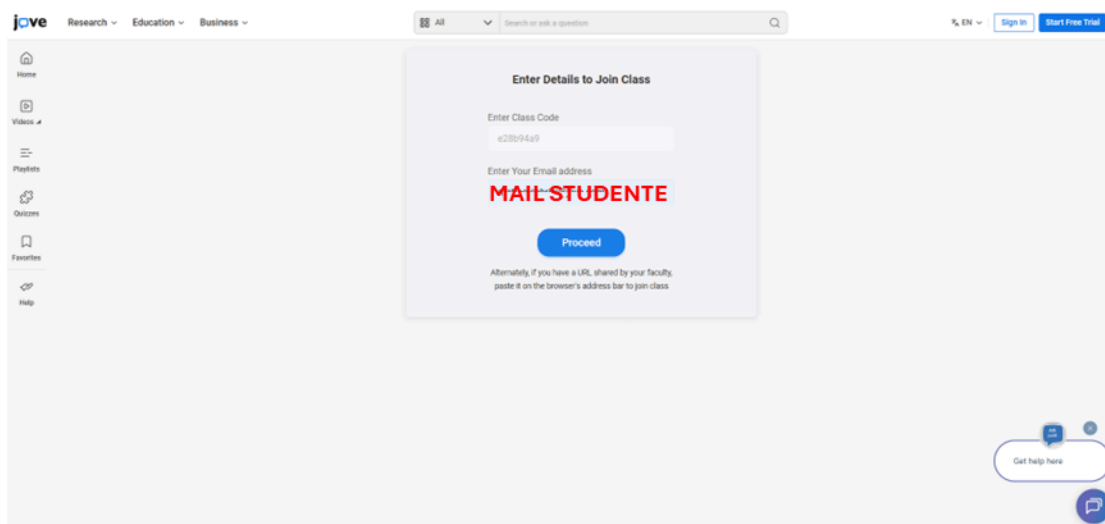 jove Research Education Business All Search or ask a question EN Sign In Start Free Trial
Home
Videos
Playlists
Quizzes
Favorites
Help
Enter Details to Join Class
Enter Class Code
e28b94a9
Enter Your Email address
MAIL STUDENTE
Proceed
Alternately, if you have a URL shared by your faculty,
paste it on the browser's address bar to join class
Get help here